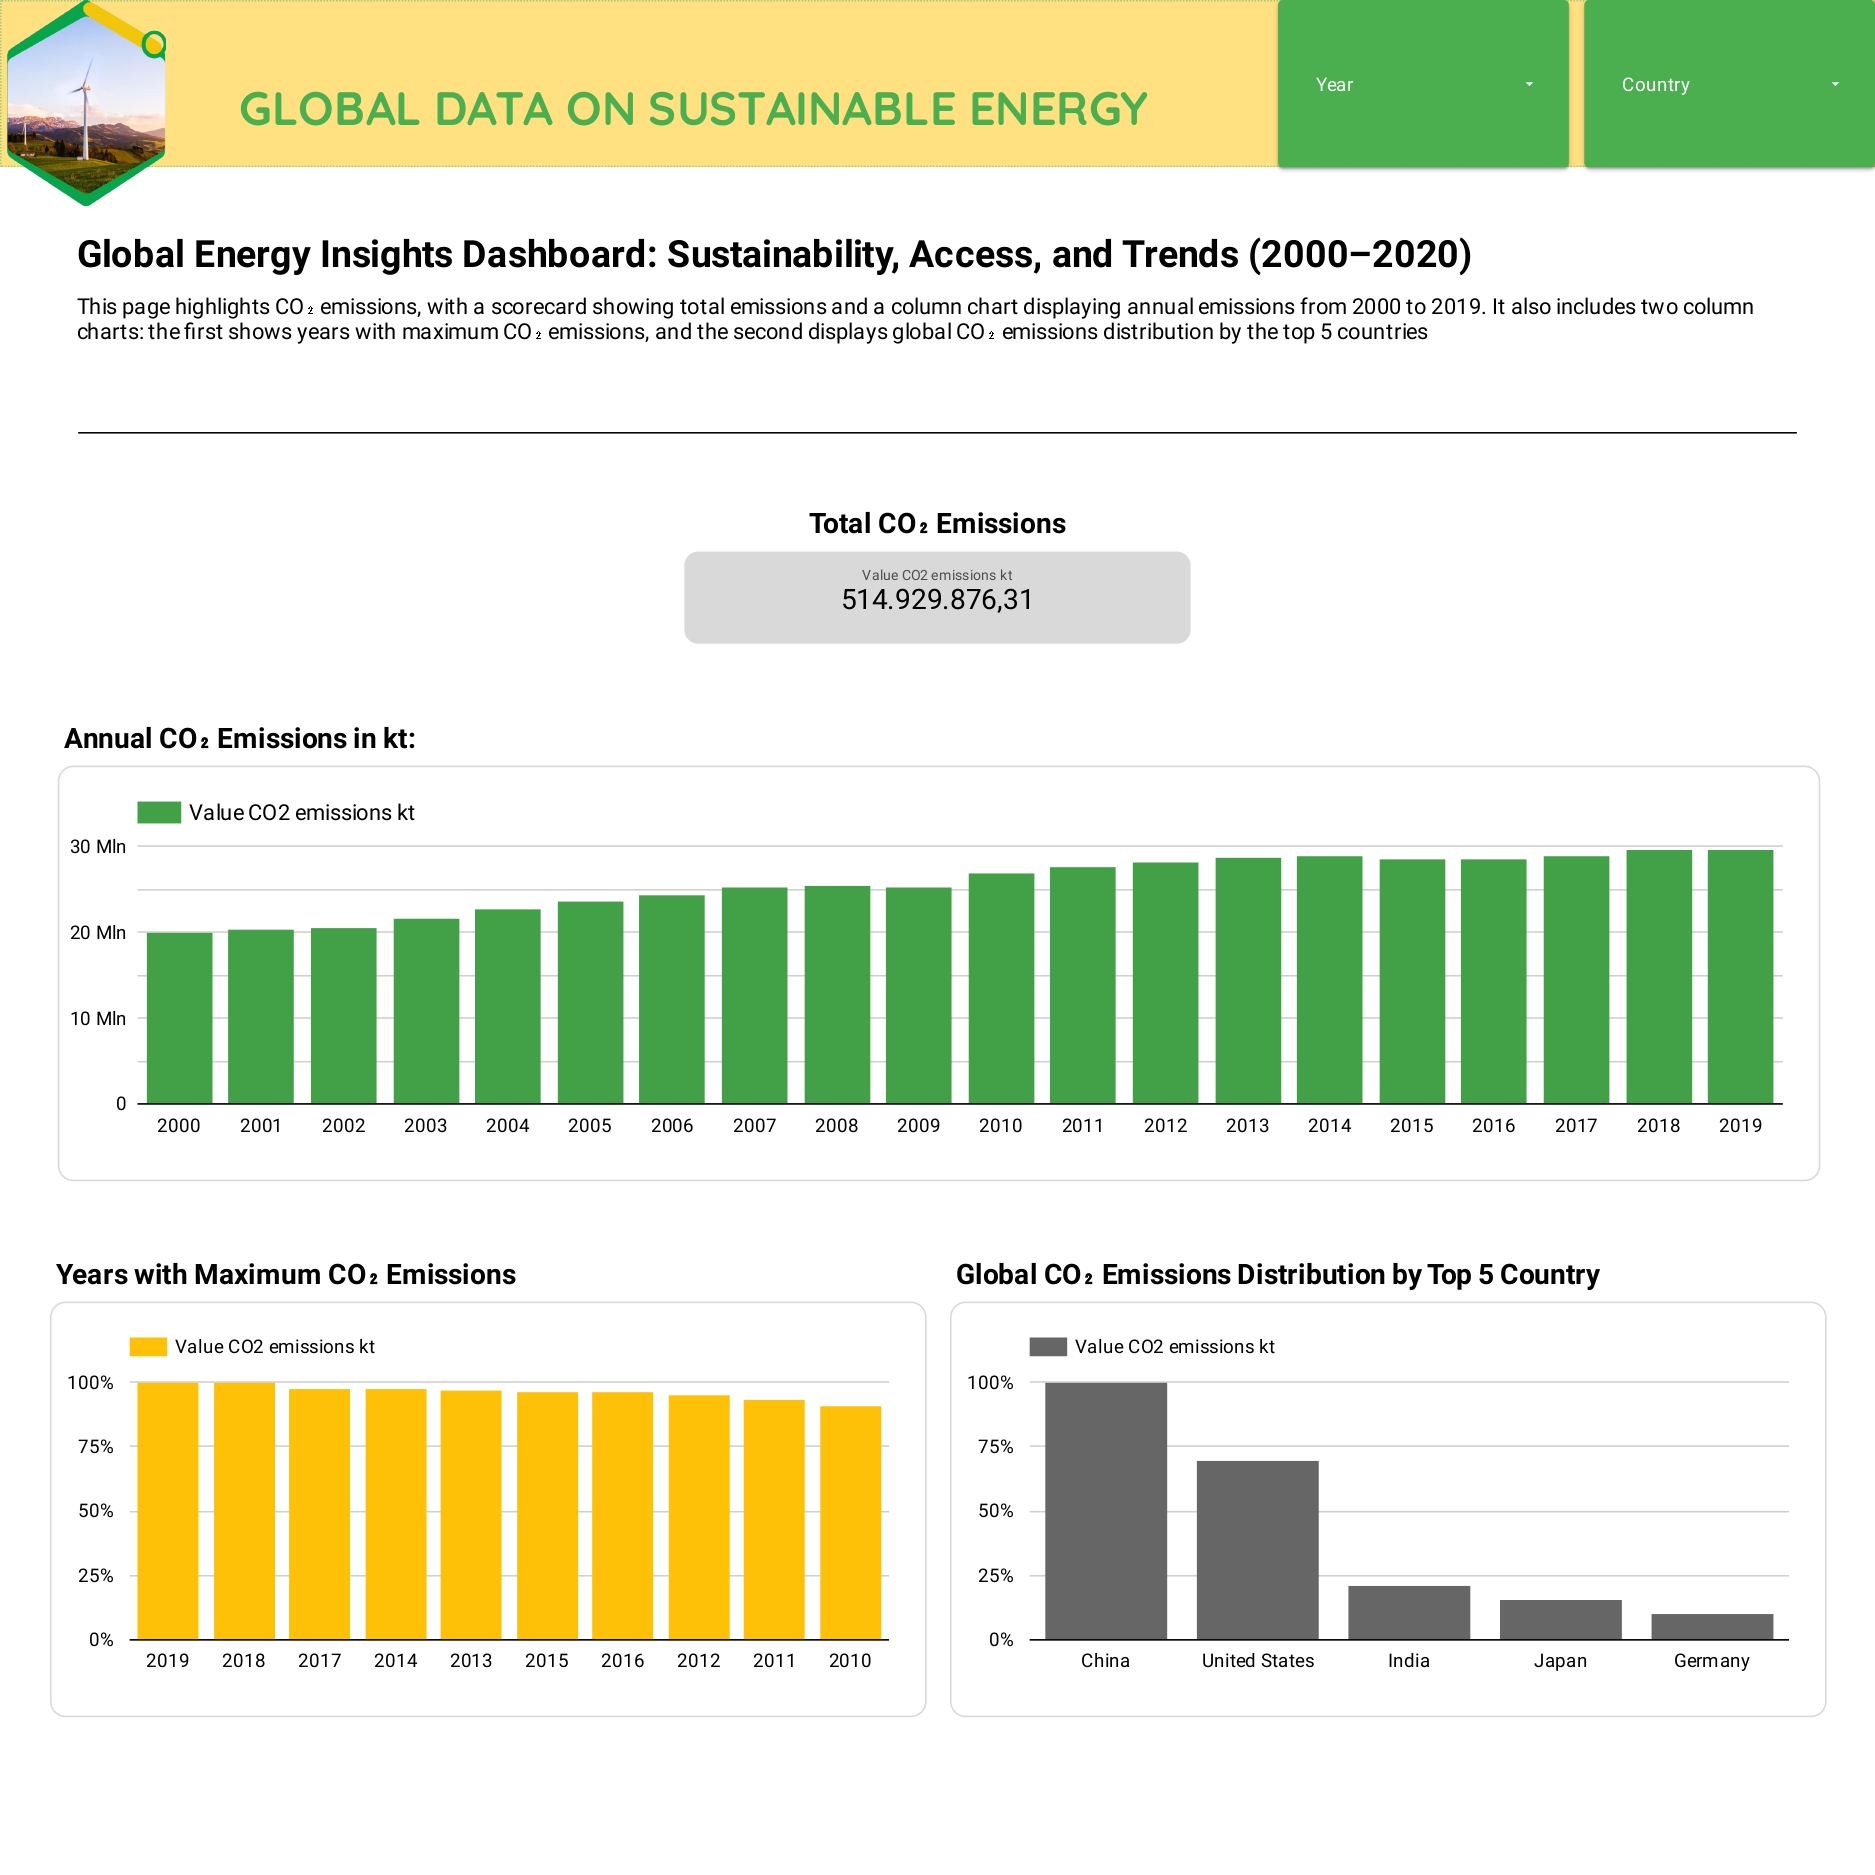 GLOBAL DATA ON SUSTAINABLE ENERGY
Year
Country
Global Energy Insights Dashboard: Sustainability, Access, and Trends (2000–2020)
This page highlights CO₂ emissions, with a scorecard showing total emissions and a column chart displaying annual emissions from 2000 to 2019. It also includes two column
charts: the first shows years with maximum CO₂ emissions, and the second displays global CO₂ emissions distribution by the top 5 countries
Total CO₂ Emissions
Value CO2 emissions kt
514.929.876,31
Annual CO₂ Emissions in kt:
Value CO2 emissions kt
30 Mln
20 Mln
10 Mln
0
2000 2001 2002 2003 2004 2005 2006 2007 2008 2009 2010 2011 2012 2013 2014 2015 2016 2017 2018 2019
Years with Maximum CO₂ Emissions
Value CO2 emissions kt
100%
75%
50%
25%
0%
2019 2018 2017 2014 2013 2015 2016 2012 2011 2010
Global CO₂ Emissions Distribution by Top 5 Country
Value CO2 emissions kt
100%
75%
50%
25%
0%
China United States India Japan Germany